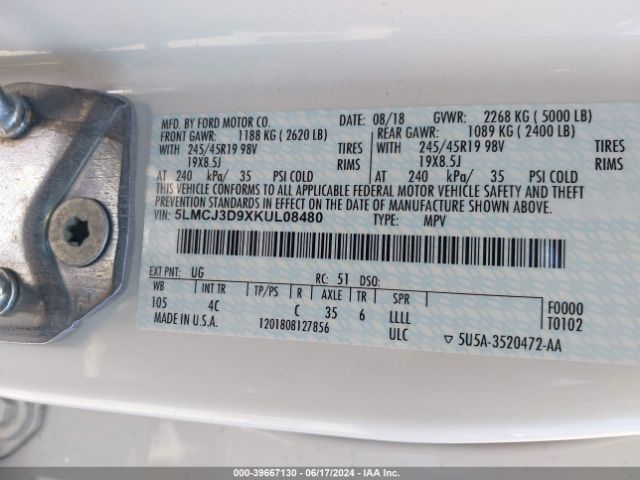 MFD. BY FORD MOTOR CO. DATE: 08/18 GVWR: 2268 KG ( 5000 LB)
FRONT GAWR: 1188 KG ( 2620 LB) REAR GAWR: 1089 KG ( 2400 LB)
WITH 245/45R19 98V TIRES WITH 245/45R19 98V TIRES
19X8.5J RIMS 19X8.5J RIMS
AT 240 kPa/ 35 PSI COLD AT 240 kPa/ 35 PSI COLD
THIS VEHICLE CONFORMS TO ALL APPLICABLE FEDERAL MOTOR VEHICLE SAFETY AND THEFT
PREVENTION STANDARDS IN EFFECT ON THE DATE OF MANUFACTURE SHOWN ABOVE.
VIN: 5LMCJ3D9XKUL08480 TYPE: MPV
EXT PNT: UG RC: 51 DSO:
WB INT TR TP/PS R AXLE TR SPR F0000
105 4C C 35 6 LLLL T0102
MADE IN U.S.A. 1201808127856 ULC 5U5A-3520472-AA
000-39667130 - 06/17/2024 - IAA Inc.